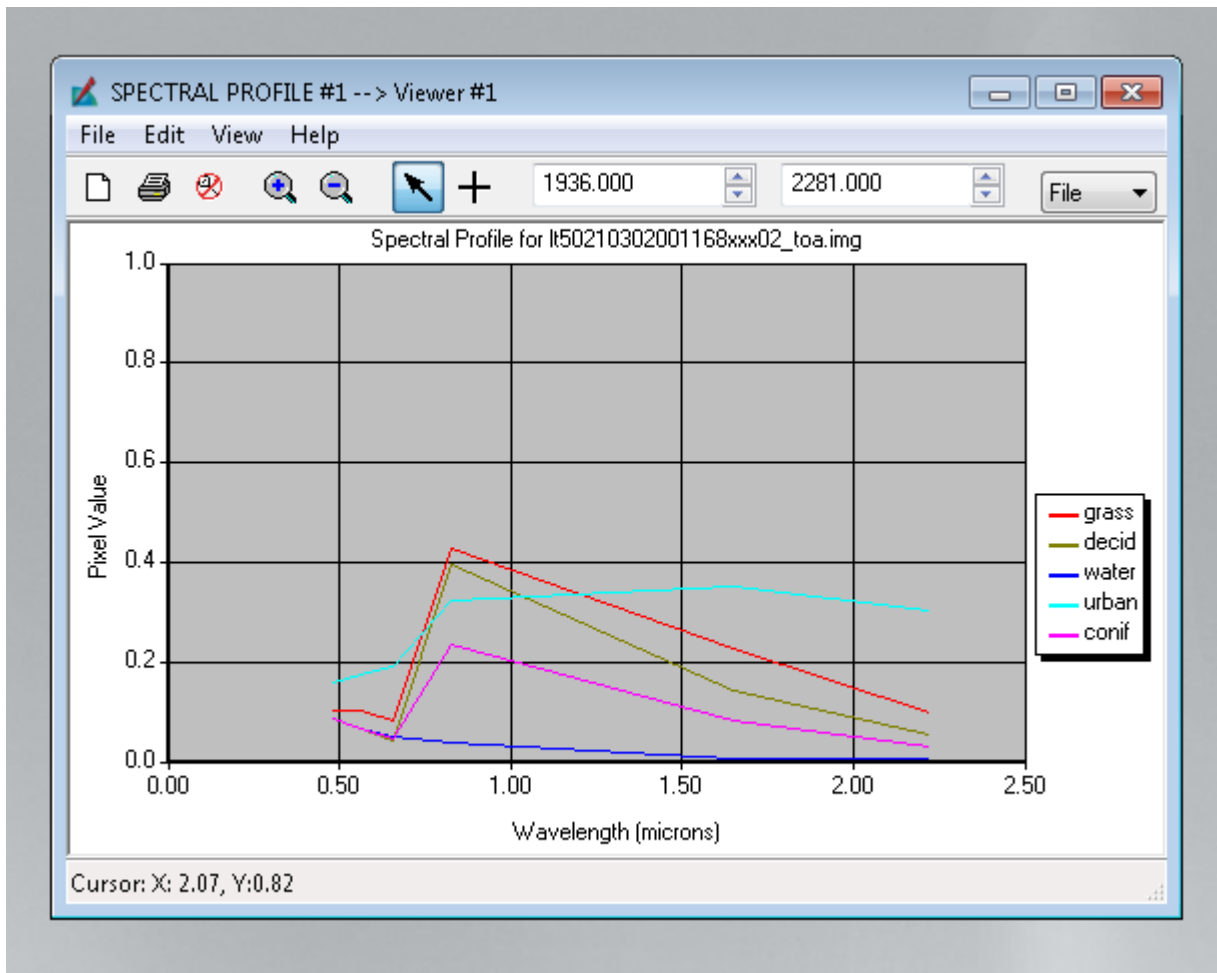 SPECTRAL PROFILE #1 --> Viewer #1
File Edit View Help
1936.000 2281.000 File
Spectral Profile for lt50210302001168xxx02_toa.img
1.0
0.8
0.6
0.4
0.2
0.0
Pixel Value
0.00 0.50 1.00 1.50 2.00 2.50
Wavelength (microns)
grass
decid
water
urban
conif
Cursor: X: 2.07, Y:0.82